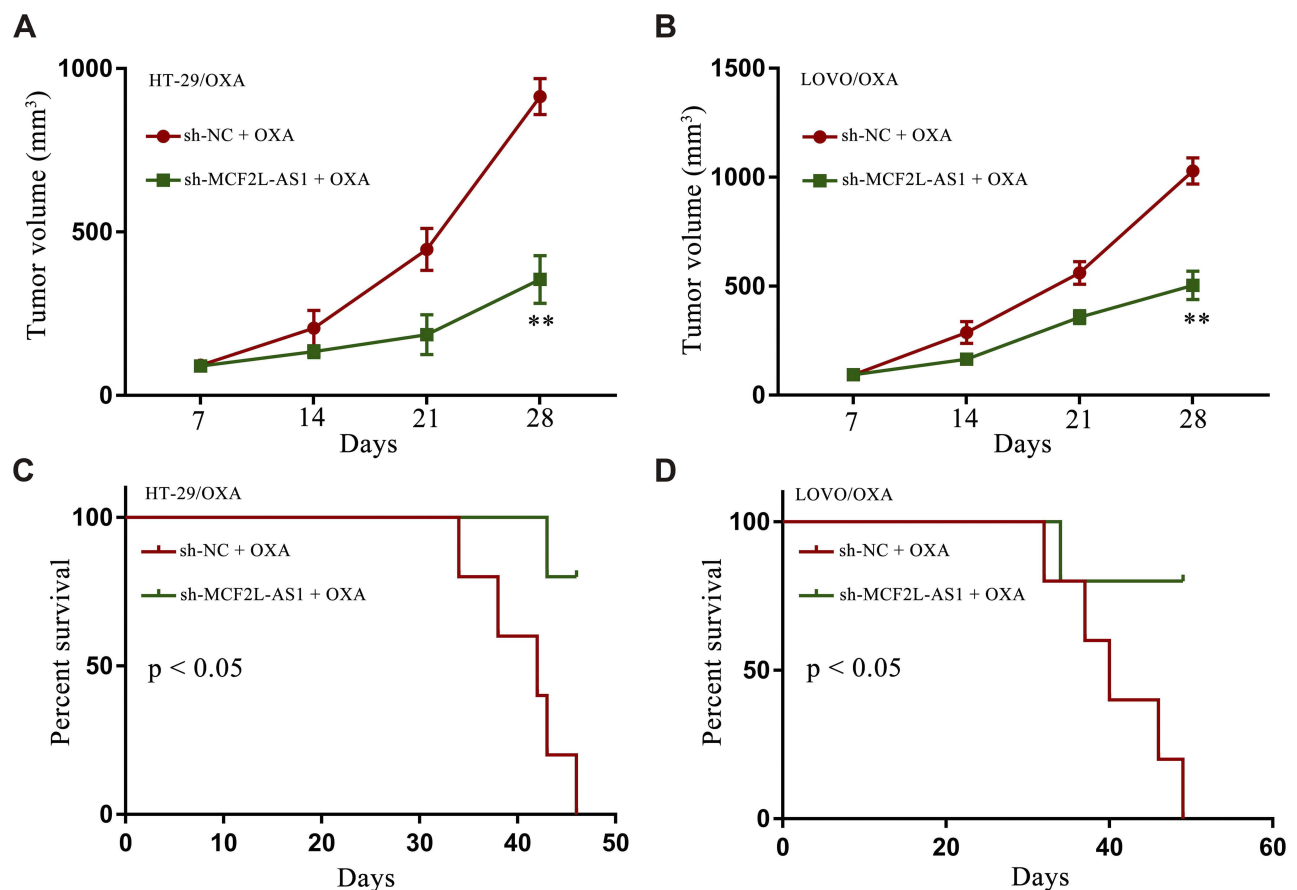 A
HT-29/OXA
sh-NC + OXA
sh-MCF2L-AS1 + OXA
Tumor volume (mm³)
1000
500
0
**
7 14 21 28
Days
B
LOVO/OXA
sh-NC + OXA
sh-MCF2L-AS1 + OXA
Tumor volume (mm³)
1500
1000
500
0
**
7 14 21 28
Days
C
HT-29/OXA
sh-NC + OXA
sh-MCF2L-AS1 + OXA
p < 0.05
Percent survival
100
50
0
0 10 20 30 40 50
Days
D
LOVO/OXA
sh-NC + OXA
sh-MCF2L-AS1 + OXA
p < 0.05
Percent survival
100
50
0
0 20 40 60
Days